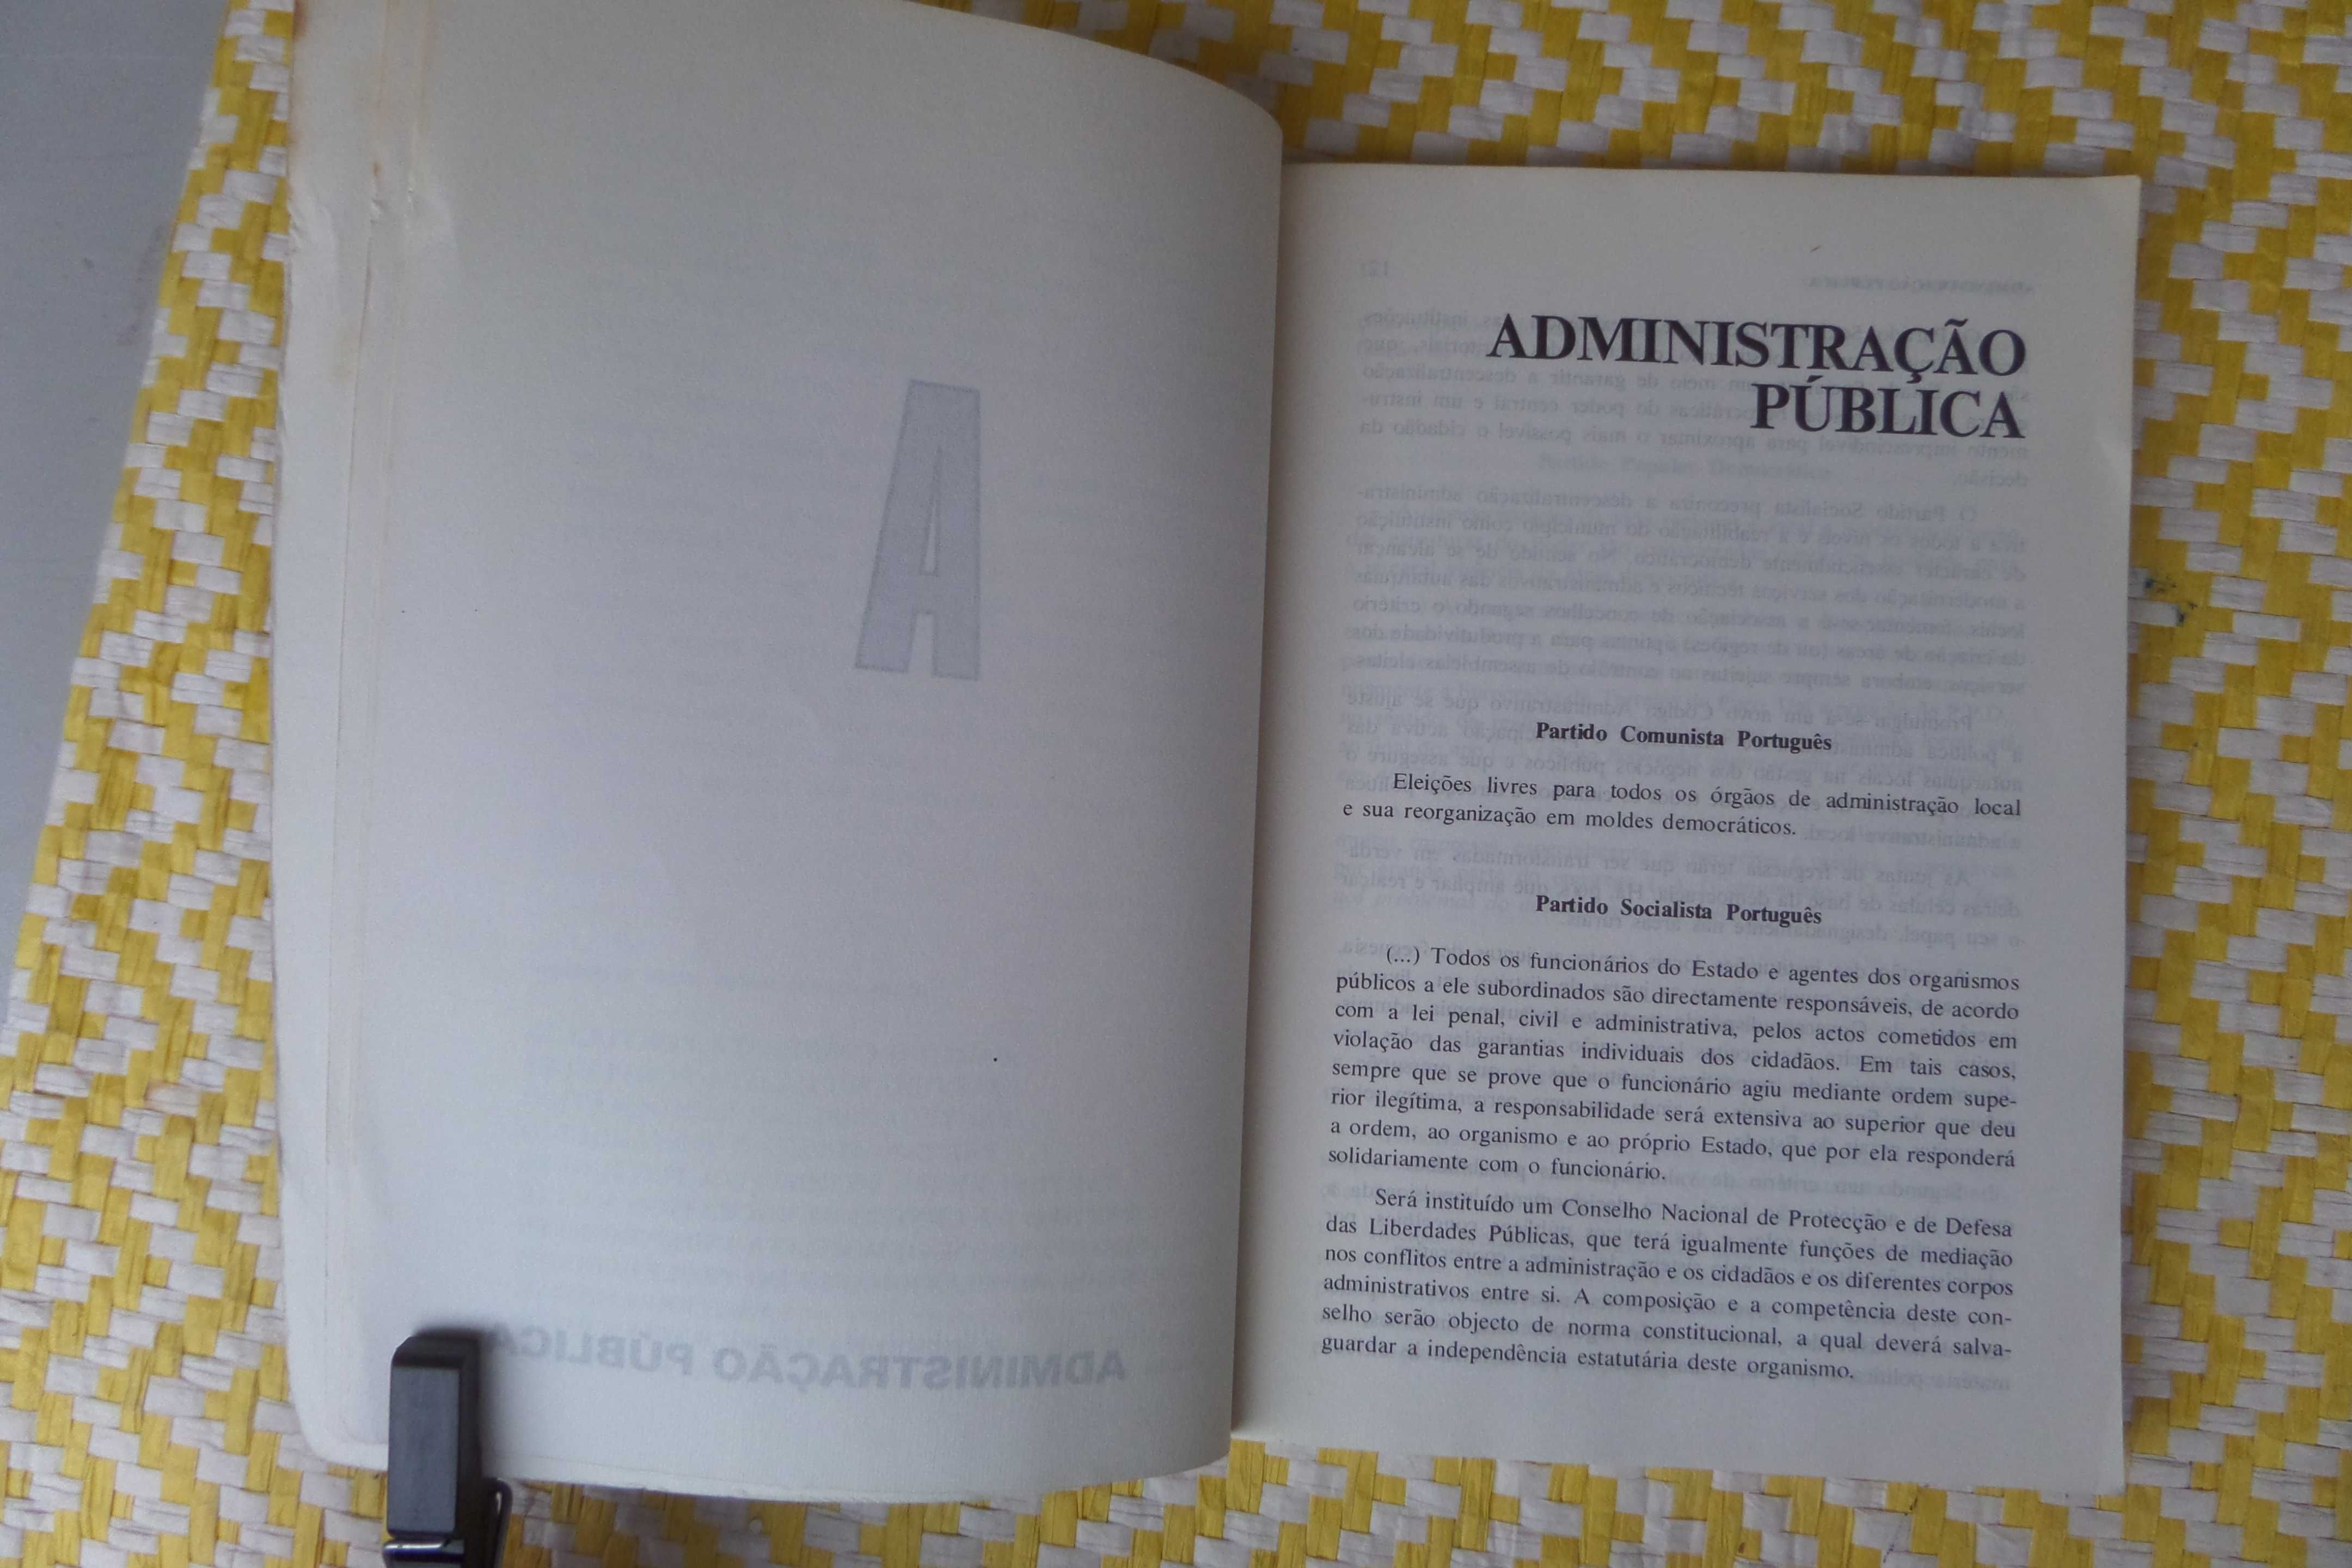 A
ADMINISTRAÇÃO PÚBLICA
ADMINISTRAÇÃO
PÚBLICA
Partido Comunista Português
Eleições livres para todos os órgãos de administração local
e sua reorganização em moldes democráticos.
Partido Socialista Português
(...) Todos os funcionários do Estado e agentes dos organismos
públicos a ele subordinados são directamente responsáveis, de acordo
com a lei penal, civil e administrativa, pelos actos cometidos em
violação das garantias individuais dos cidadãos. Em tais casos,
sempre que se prove que o funcionário agiu mediante ordem supe-
rior ilegítima, a responsabilidade será extensiva ao superior que deu
a ordem, ao organismo e ao próprio Estado, que por ela responderá
solidariamente com o funcionário.
Será instituído um Conselho Nacional de Protecção e de Defesa
das Liberdades Públicas, que terá igualmente funções de mediação
nos conflitos entre a administração e os cidadãos e os diferentes corpos
administrativos entre si. A composição e a competência deste con-
selho serão objecto de norma constitucional, a qual deverá salva-
guardar a independência estatutária deste organismo.